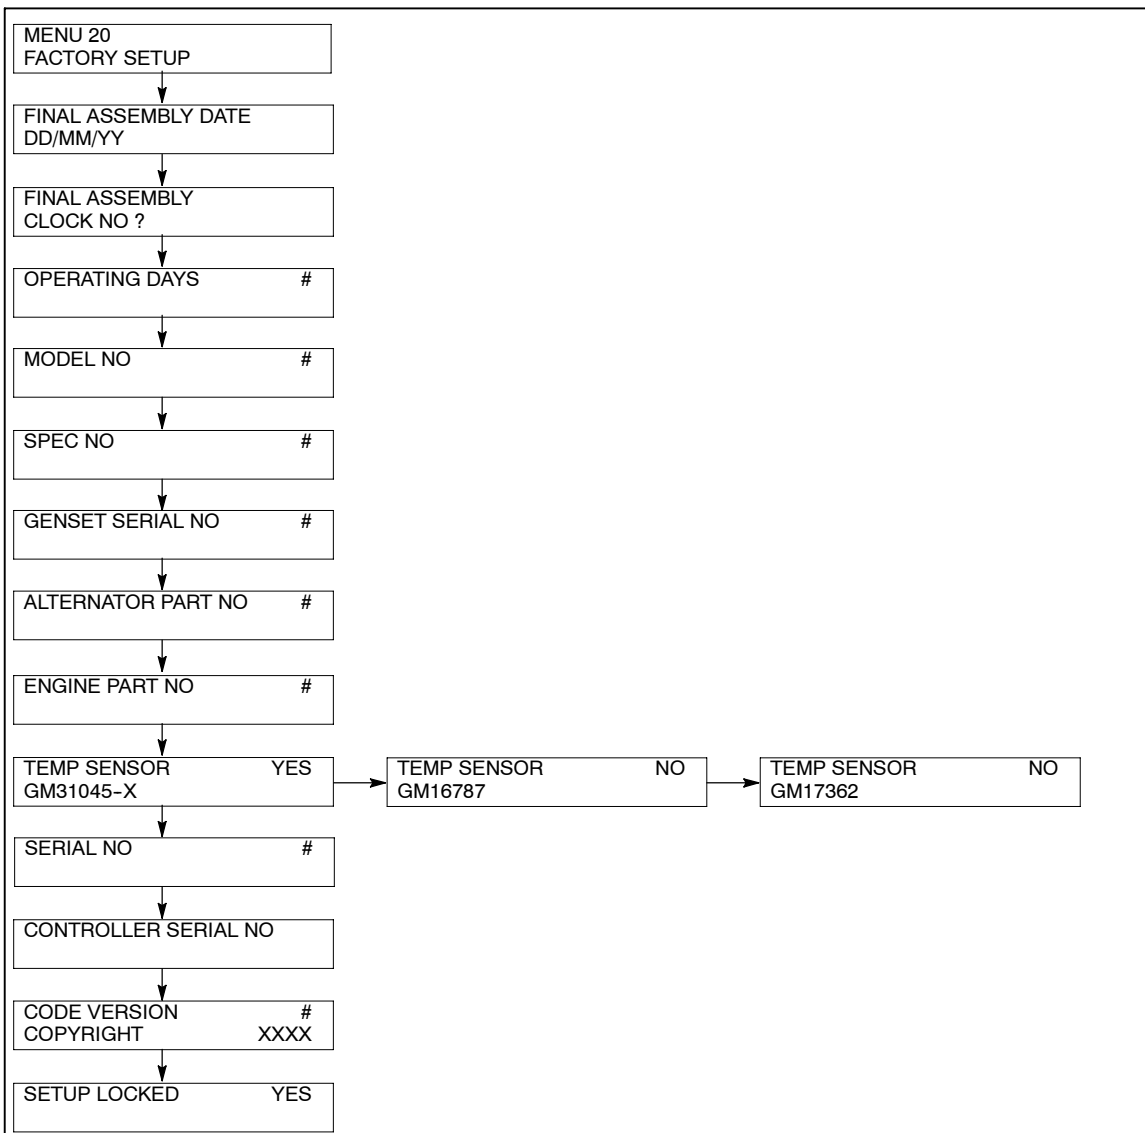 MENU 20
FACTORY SETUP
FINAL ASSEMBLY DATE
DD/MM/YY
FINAL ASSEMBLY
CLOCK NO ?
OPERATING DAYS #
MODEL NO #
SPEC NO #
GENSET SERIAL NO #
ALTERNATOR PART NO #
ENGINE PART NO #
TEMP SENSOR YES
GM31045-X
TEMP SENSOR NO
GM16787
TEMP SENSOR NO
GM17362
SERIAL NO #
CONTROLLER SERIAL NO
CODE VERSION #
COPYRIGHT XXXX
SETUP LOCKED YES